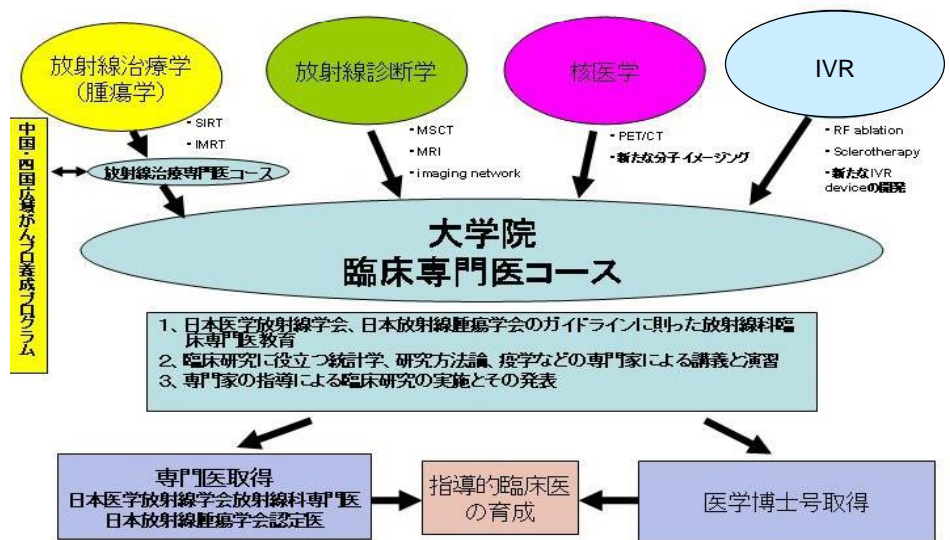 放射線治療学
(腫瘍学)
放射線診断学
核医学
IVR
・SIRT
・IMRT
・MSCT
・MRI
・imaging network
・PET/CT
・新たな分子イメージング
・RF ablation
Sclerotherapy
・新たなIVR
deviceの開発
中国・四国広域がんプロ養成プログラム
放射線治療専門医コース
大学院
臨床専門医コース
1、日本医学放射線学会、日本放射線腫瘍学会のガイドラインに則った放射線科臨
床専門医教育
2、臨床研究に役立つ統計学、研究方法論、疫学などの専門家による講義と演習
3、専門家の指導による臨床研究の実施とその発表
専門医取得
日本医学放射線学会放射線科専門医
日本放射線腫瘍学会認定医
指導的臨床医
の育成
医学博士号取得